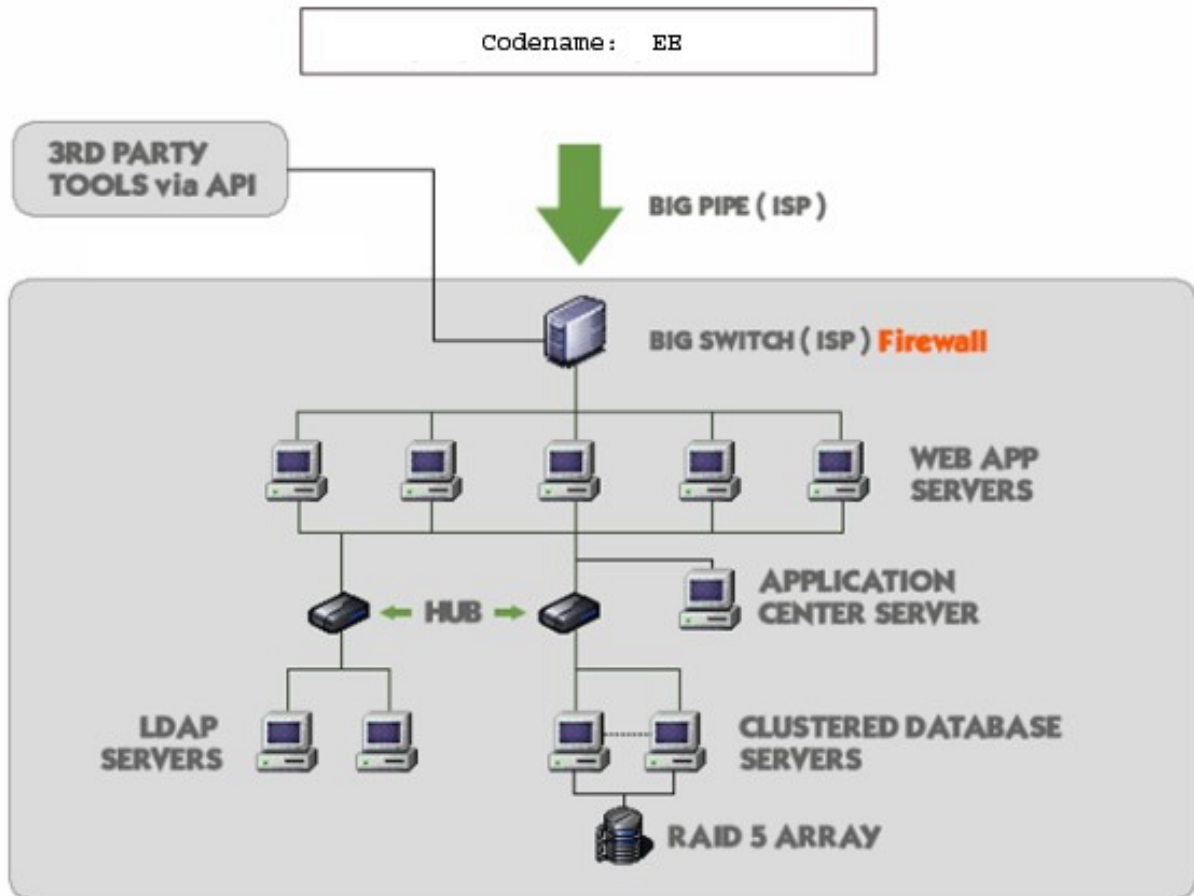 Codename: EE
3RD PARTY
TOOLS via API
BIG PIPE ( ISP )
BIG SWITCH ( ISP ) Firewall
WEB APP
SERVERS
APPLICATION
CENTER SERVER
HUB
LDAP
SERVERS
CLUSTERED DATABASE
SERVERS
RAID 5 ARRAY